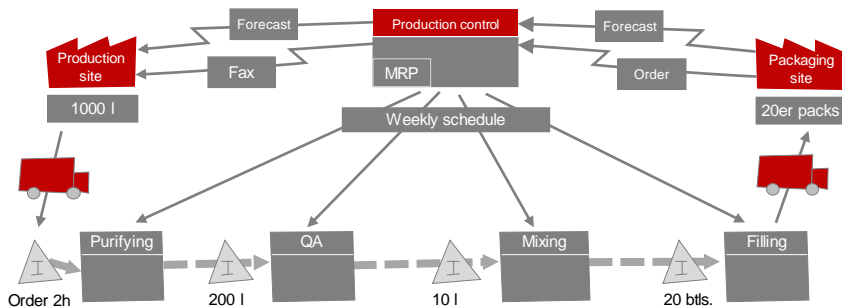 Forecast
Production control
Forecast
Production
site
Fax
MRP
Order
Packaging
site
1000 l
Weekly schedule
20er packs
Purifying
QA
Mixing
Filling
I
I
I
I
Order 2h
200 l
10 l
20 btls.